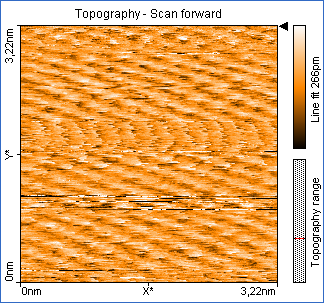 Topography - Scan forward
3,22nm
Y*
0nm
0nm
X*
3,22nm
Line fit 266pm
Topography range